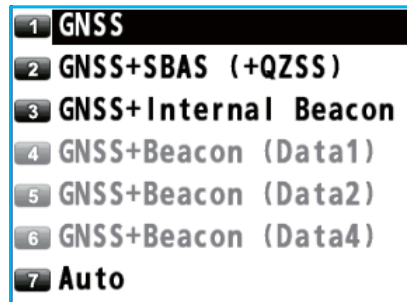 1 GNSS
2 GNSS+SBAS (+QZSS)
3 GNSS+Internal Beacon
4 GNSS+Beacon (Data1)
5 GNSS+Beacon (Data2)
6 GNSS+Beacon (Data4)
7 Auto